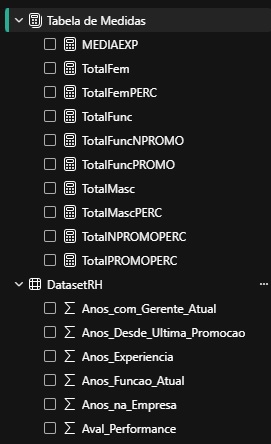 Tabela de Medidas
MEDIAEXP
TotalFem
TotalFemPERC
TotalFunc
TotalFuncNPROMO
TotalFuncPROMO
TotalMasc
TotalMascPERC
TotalNPROMOPERC
TotalPROMOPERC
DatasetRH
Anos_com_Gerente_Atual
Anos_Desde_Ultima_Promocao
Anos_Experiencia
Anos_Funcao_Atual
Anos_na_Empresa
Aval_Performance